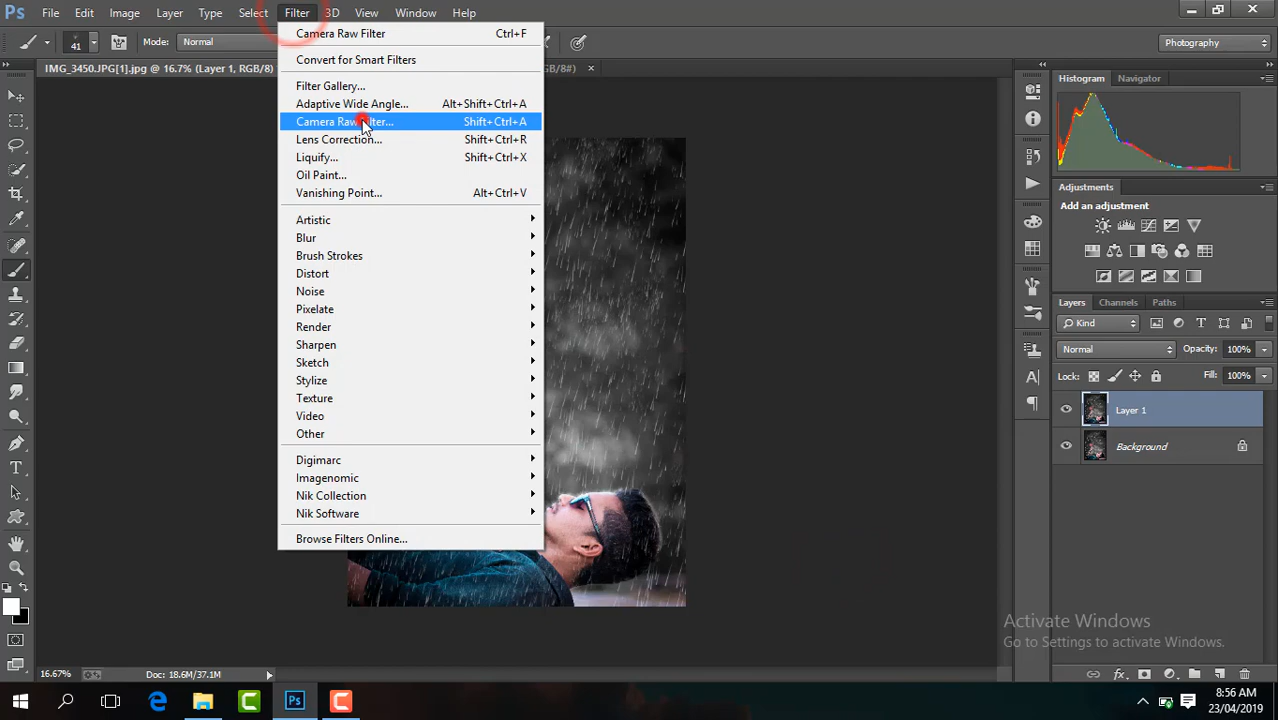 Ps File Edit Image Layer Type Select Filter 3D View Window Help
41 Mode: Normal Photography
IMG_3450.JPG[1].jpg @ 16.7% (Layer 1, RGB/8) GB/8#)
Camera Raw Filter Ctrl+F
Convert for Smart Filters
Filter Gallery...
Adaptive Wide Angle... Alt+Shift+Ctrl+A
Camera Raw Filter... Shift+Ctrl+A
Lens Correction... Shift+Ctrl+R
Liquify... Shift+Ctrl+X
Oil Paint...
Vanishing Point... Alt+Ctrl+V
Artistic
Blur
Brush Strokes
Distort
Noise
Pixelate
Render
Sharpen
Sketch
Stylize
Texture
Video
Other
Digimarc
Imagenomic
Nik Collection
Nik Software
Browse Filters Online...
Histogram Navigator
Adjustments
Add an adjustment
Layers Channels Paths
Kind
Normal Opacity: 100%
Lock: Fill: 100%
Layer 1
Background
Activate Windows
Go to Settings to activate Windows.
16.67% Doc: 18.6M/37.1M
8:56 AM
23/04/2019